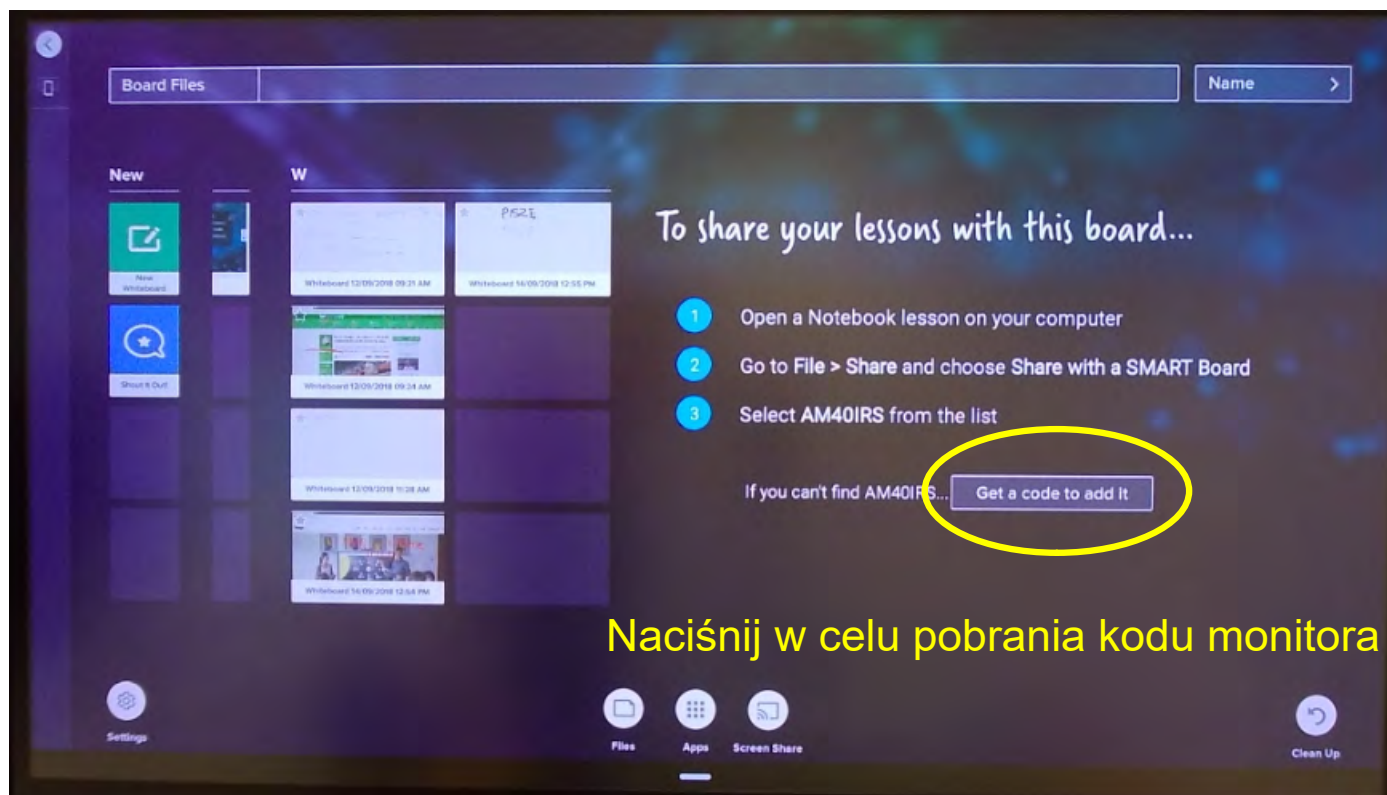 Board Files
Name
New
W
New
Whiteboard
Shout It Out!
PISZĘ
Whiteboard 12/09/2018 09:21 AM
Whiteboard 14/09/2018 12:55 PM
Whiteboard 12/09/2018 09:24 AM
Whiteboard 12/09/2018 11:28 AM
Whiteboard 14/09/2018 12:54 PM
To share your lessons with this board...
1 Open a Notebook lesson on your computer
2 Go to File > Share and choose Share with a SMART Board
3 Select AM40IRS from the list
If you can't find AM40IRS... Get a code to add it
Naciśnij w celu pobrania kodu monitora
Settings
Files
Apps
Screen Share
Clean Up